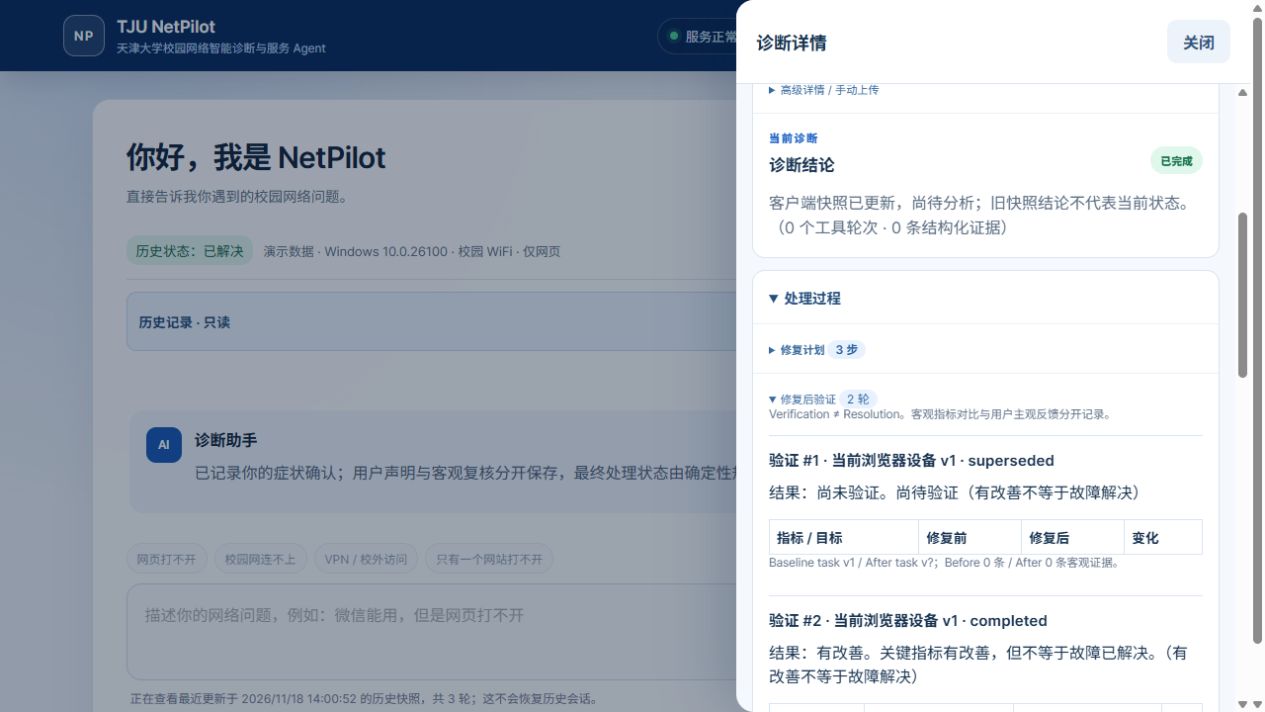 NP
TJU NetPilot
天津大学校园网络智能诊断与服务 Agent
服务正常
你好，我是 NetPilot
直接告诉我你遇到的校园网络问题。
历史状态：已解决
演示数据 · Windows 10.0.26100 · 校园 WiFi · 仅网页
历史记录 · 只读
AI
诊断助手
已记录你的症状确认；用户声明与客观复核分开保存，最终处理状态由确定性
网页打不开
校园网连不上
VPN / 校外访问
只有一个网站打不开
描述你的网络问题，例如：微信能用，但是网页打不开
正在查看最近更新于 2026/11/18 14:00:52 的历史快照，共 3 轮；这不会恢复历史会话。
诊断详情
关闭
▶ 高级详情 / 手动上传
当前诊断
诊断结论
已完成
客户端快照已更新，尚待分析；旧快照结论不代表当前状态。
（0 个工具轮次 · 0 条结构化证据）
▼ 处理过程
▶ 修复计划 3 步
▼ 修复后验证 2 轮
Verification ≠ Resolution。客观指标对比与用户主观反馈分开记录。
验证 #1 · 当前浏览器设备 v1 · superseded
结果：尚未验证。尚待验证（有改善不等于故障解决）
指标 / 目标 修复前 修复后 变化
Baseline task v1 / After task v?；Before 0 条 / After 0 条客观证据。
验证 #2 · 当前浏览器设备 v1 · completed
结果：有改善。关键指标有改善，但不等于故障已解决。（有
改善不等于故障解决）